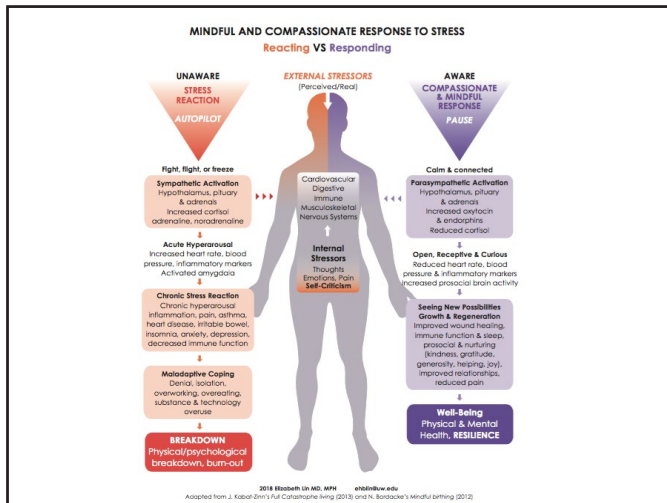 MINDFUL AND COMPASSIONATE RESPONSE TO STRESS
Reacting VS Responding
UNAWARE
STRESS
REACTION
AUTOPILOT
Fight, flight, or freeze
Sympathetic Activation
Hypothalamus, pituitary
& adrenals
Increased cortisol
adrenaline, noradrenaline
Acute Hyperarousal
Increased heart rate, blood
pressure, inflammatory markers
Activated amygdala
Chronic Stress Reaction
Chronic hyperarousal
inflammation, pain, asthma,
heart disease, irritable bowel,
insomnia, anxiety, depression,
decreased immune function
Maladaptive Coping
Denial, isolation,
overworking, overeating,
substance & technology
overuse
BREAKDOWN
Physical/psychological
breakdown, burn-out
EXTERNAL STRESSORS
(Perceived/Real)
Cardiovascular
Digestive
Immune
Musculoskeletal
Nervous Systems
Internal
Stressors
Thoughts
Emotions, Pain
Self-Criticism
AWARE
COMPASSIONATE
& MINDFUL
RESPONSE
PAUSE
Calm & connected
Parasympathetic Activation
Hypothalamus, pituitary
& adrenals
Increased oxytocin
& endorphins
Reduced cortisol
Open, Receptive & Curious
Reduced heart rate, blood
pressure & inflammatory markers
Increased prosocial brain activity
Seeing New Possibilities
Growth & Regeneration
Improved wound healing,
immune function & sleep,
prosocial & nurturing
(kindness, gratitude,
generosity, helping, joy),
improved relationships,
reduced pain
Well-Being
Physical & Mental
Health, RESILIENCE
2018 Elizabeth Lin MD, MPH ehblin@uw.edu
Adapted from J. Kabat-Zinn's Full Catastrophe living (2013) and N. Bardacke's Mindful birthing (2012)